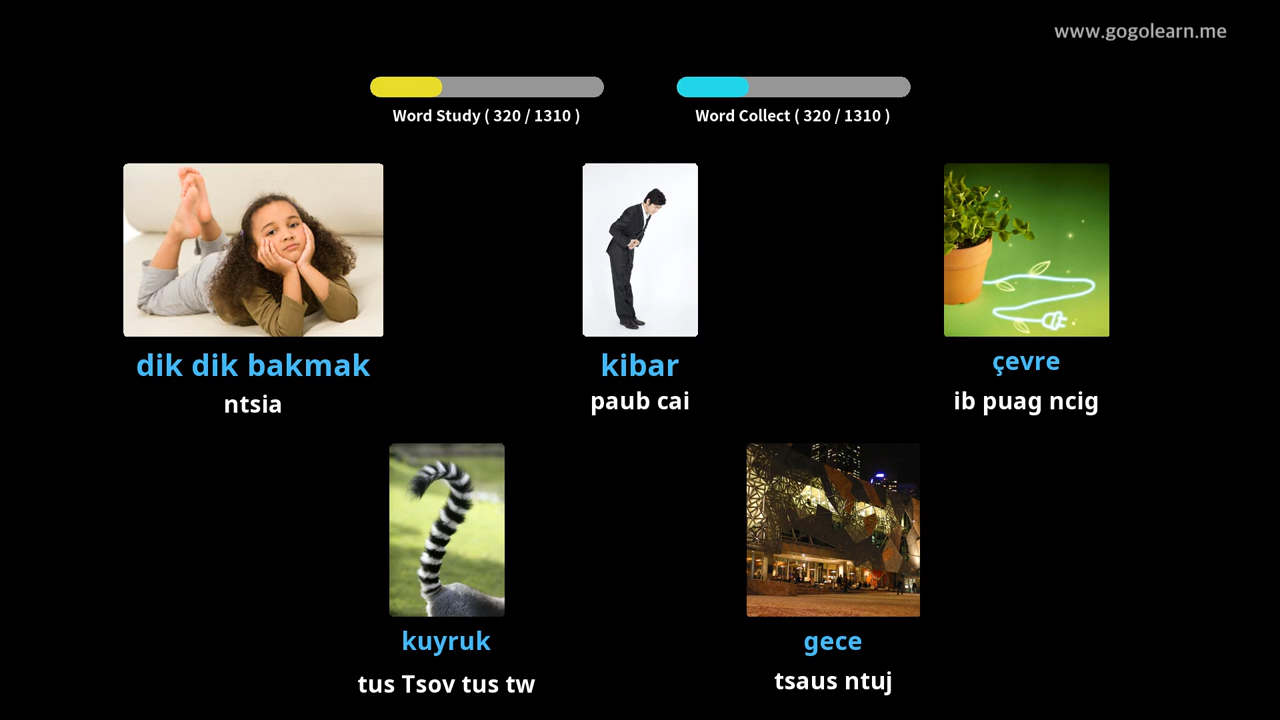 www.gogolearn.me
Word Study ( 320 / 1310 )
Word Collect ( 320 / 1310 )
dik dik bakmak
ntsia
kibar
paub cai
çevre
ib puag ncig
kuyruk
tus Tsov tus tw
gece
tsaus ntuj